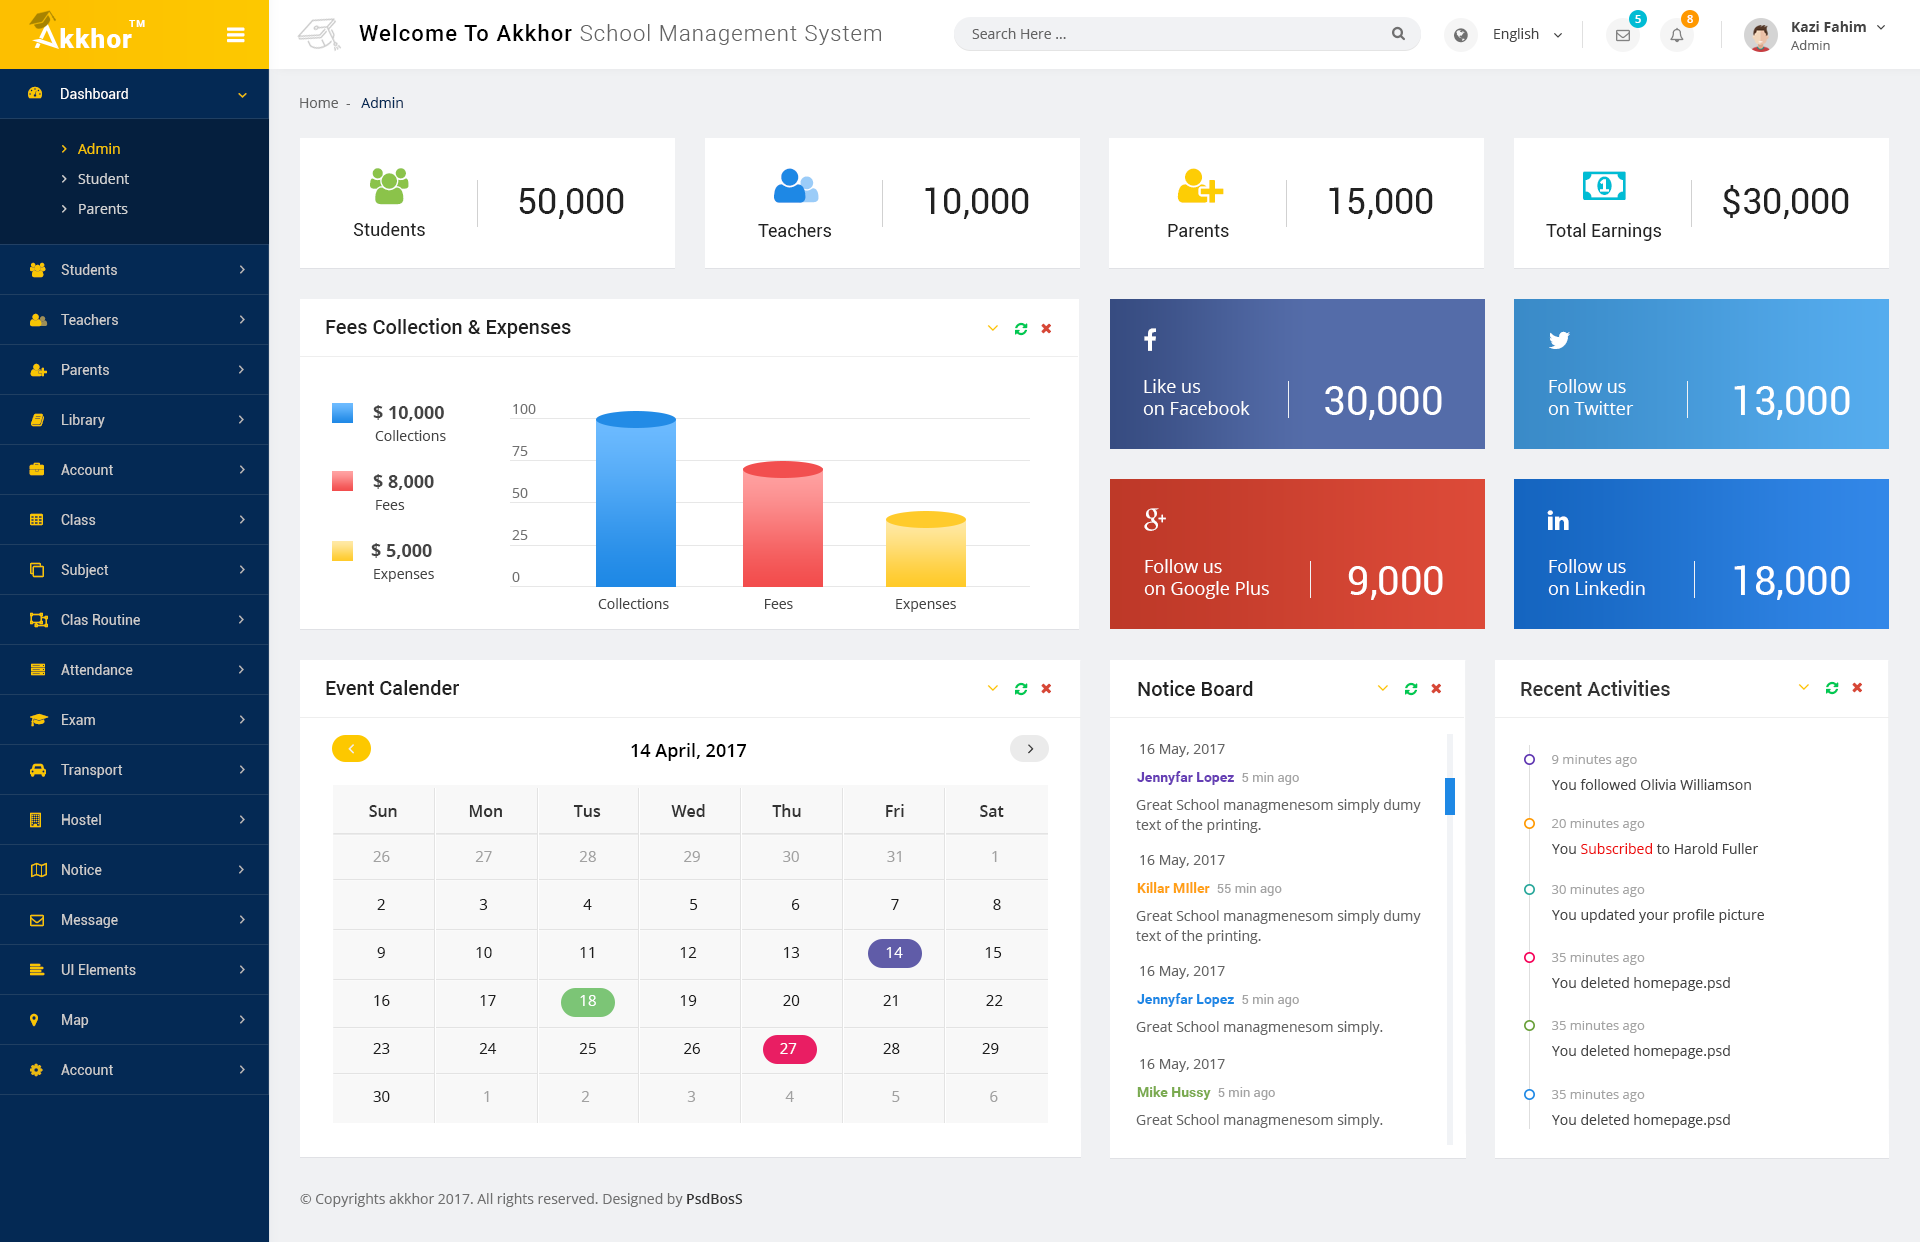 Akkhor TM
Welcome To Akkhor School Management System
Search Here ...
English
5
8
Kazi Fahim
Admin
Dashboard
Admin
Student
Parents
Students
Teachers
Parents
Library
Account
Class
Subject
Clas Routine
Attendance
Exam
Transport
Hostel
Notice
Message
UI Elements
Map
Account
Home - Admin
Students
50,000
Teachers
10,000
Parents
15,000
1
Total Earnings
$30,000
Fees Collection & Expenses
$ 10,000
Collections
$ 8,000
Fees
$ 5,000
Expenses
100
75
50
25
0
Collections Fees Expenses
f
Like us
on Facebook
30,000
Follow us
on Twitter
13,000
g+
Follow us
on Google Plus
9,000
in
Follow us
on Linkedin
18,000
Event Calender
14 April, 2017
Sun Mon Tus Wed Thu Fri Sat
26 27 28 29 30 31 1
2 3 4 5 6 7 8
9 10 11 12 13 14 15
16 17 18 19 20 21 22
23 24 25 26 27 28 29
30 1 2 3 4 5 6
Notice Board
16 May, 2017
Jennyfar Lopez 5 min ago
Great School managmenesom simply dumy
text of the printing.
16 May, 2017
Killar Miller 55 min ago
Great School managmenesom simply dumy
text of the printing.
16 May, 2017
Jennyfar Lopez 5 min ago
Great School managmenesom simply.
16 May, 2017
Mike Hussy 5 min ago
Great School managmenesom simply.
Recent Activities
9 minutes ago
You followed Olivia Williamson
20 minutes ago
You Subscribed to Harold Fuller
30 minutes ago
You updated your profile picture
35 minutes ago
You deleted homepage.psd
35 minutes ago
You deleted homepage.psd
35 minutes ago
You deleted homepage.psd
© Copyrights akkhor 2017. All rights reserved. Designed by PsdBosS